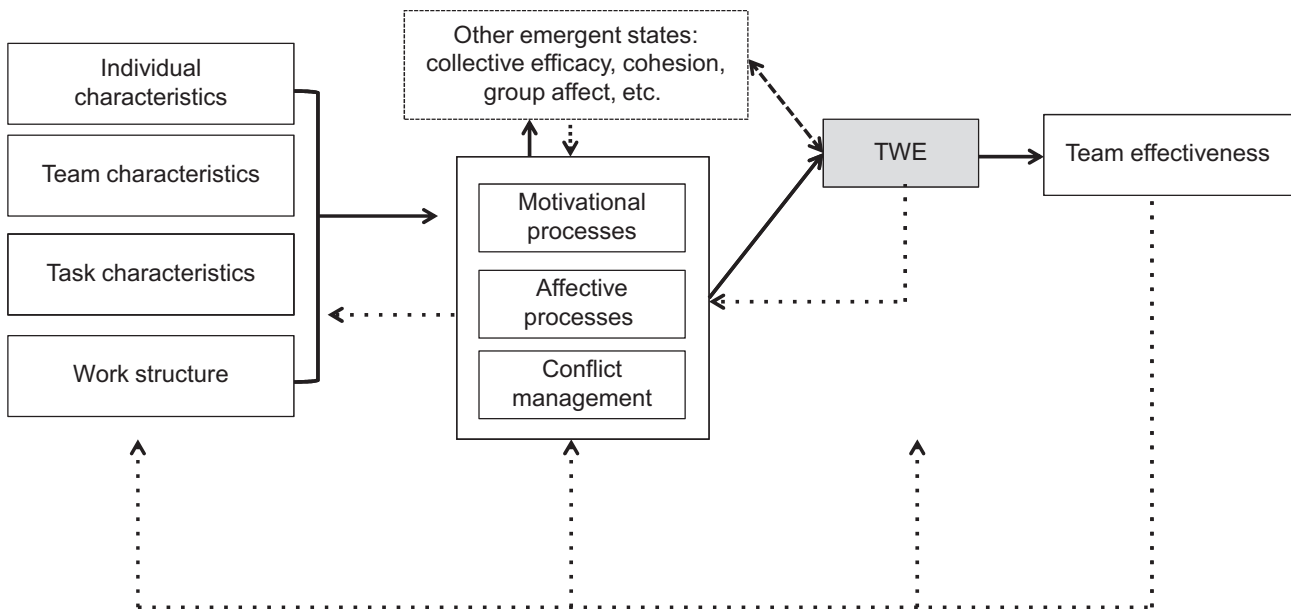 Individual
characteristics
Team characteristics
Task characteristics
Work structure
Other emergent states:
collective efficacy, cohesion,
group affect, etc.
Motivational
processes
Affective
processes
Conflict
management
TWE
Team effectiveness